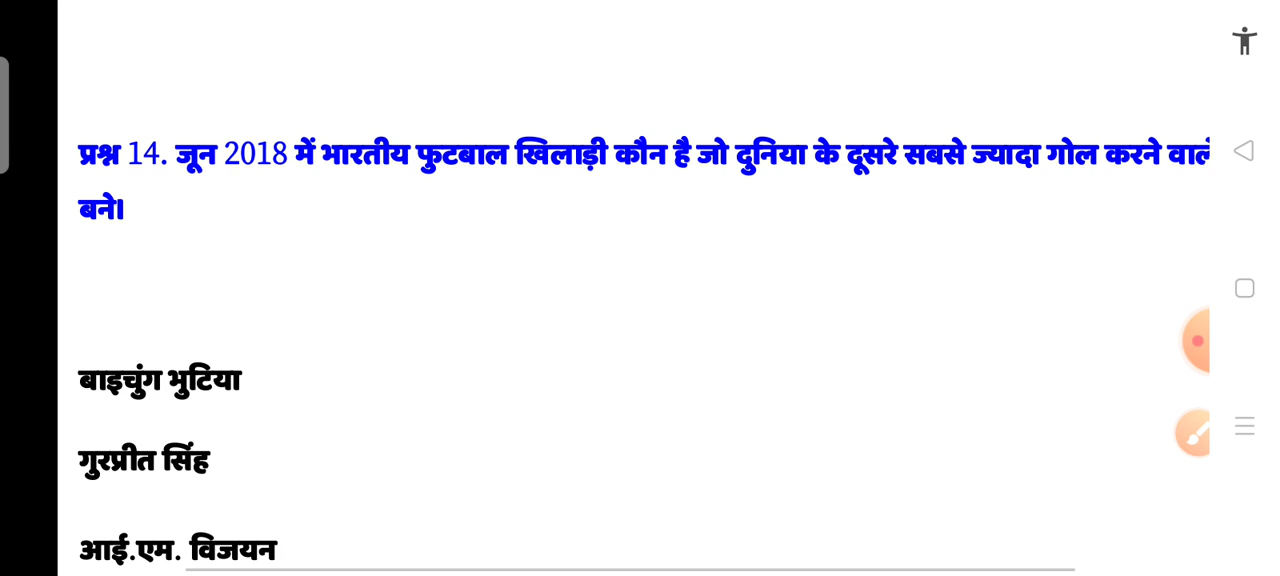 प्रश्न 14. जून 2018 में भारतीय फुटबाल खिलाड़ी कौन है जो दुनिया के दूसरे सबसे ज्यादा गोल करने वाले
बने।
बाइचुंग भुटिया
गुरप्रीत सिंह
आई.एम. विजयन